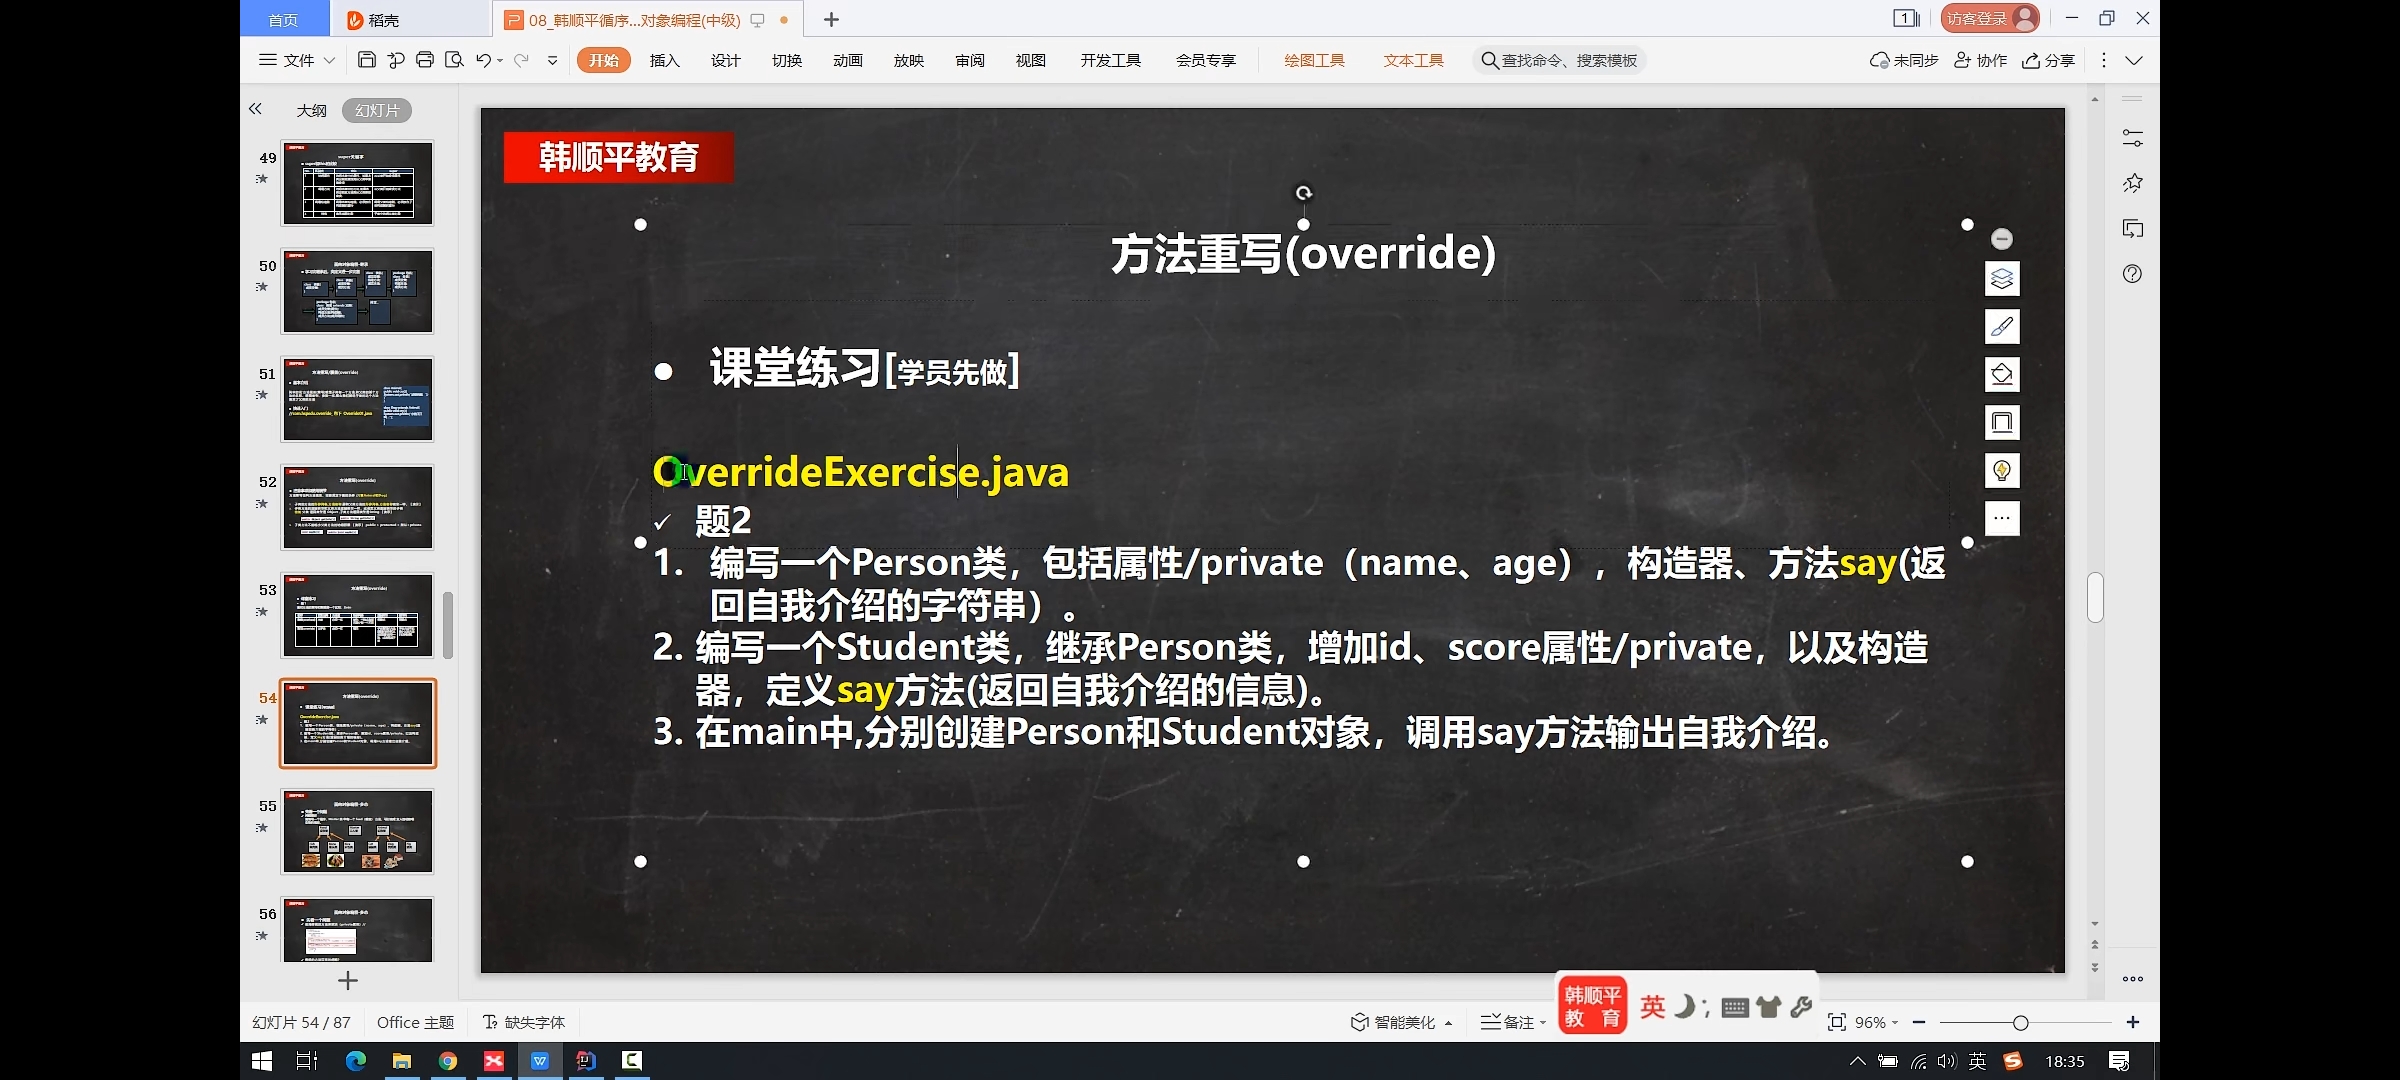 首页
稻壳
08_韩顺平循序...对象编程(中级)
1
访客登录
文件
开始
插入
设计
切换
动画
放映
审阅
视图
开发工具
会员专享
绘图工具
文本工具
查找命令、搜索模板
未同步
协作
分享
大纲
幻灯片
49
50
51
52
53
54
55
56
韩顺平教育
方法重写(override)
课堂练习[学员先做]
OverrideExercise.java
✓ 题2
1. 编写一个Person类，包括属性/private（name、age），构造器、方法say(返
回自我介绍的字符串）。
2. 编写一个Student类，继承Person类，增加id、score属性/private，以及构造
器，定义say方法(返回自我介绍的信息)。
3. 在main中,分别创建Person和Student对象，调用say方法输出自我介绍。
韩顺平
教 育
英
幻灯片 54 / 87
Office 主题
缺失字体
智能美化
备注
96%
英
18:35